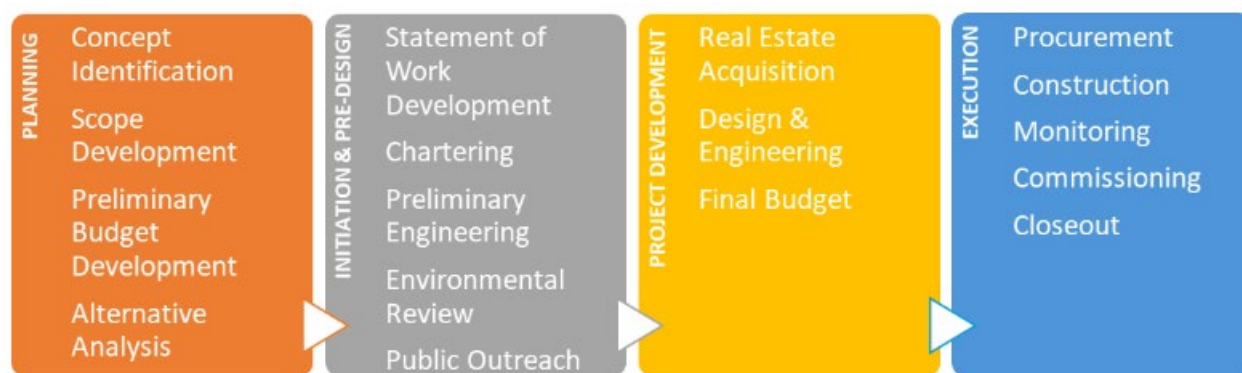 PLANNING
Concept
Identification
Scope
Development
Preliminary
Budget
Development
Alternative
Analysis
INITIATION & PRE-DESIGN
Statement of
Work
Development
Chartering
Preliminary
Engineering
Environmental
Review
Public Outreach
PROJECT DEVELOPMENT
Real Estate
Acquisition
Design &
Engineering
Final Budget
EXECUTION
Procurement
Construction
Monitoring
Commissioning
Closeout